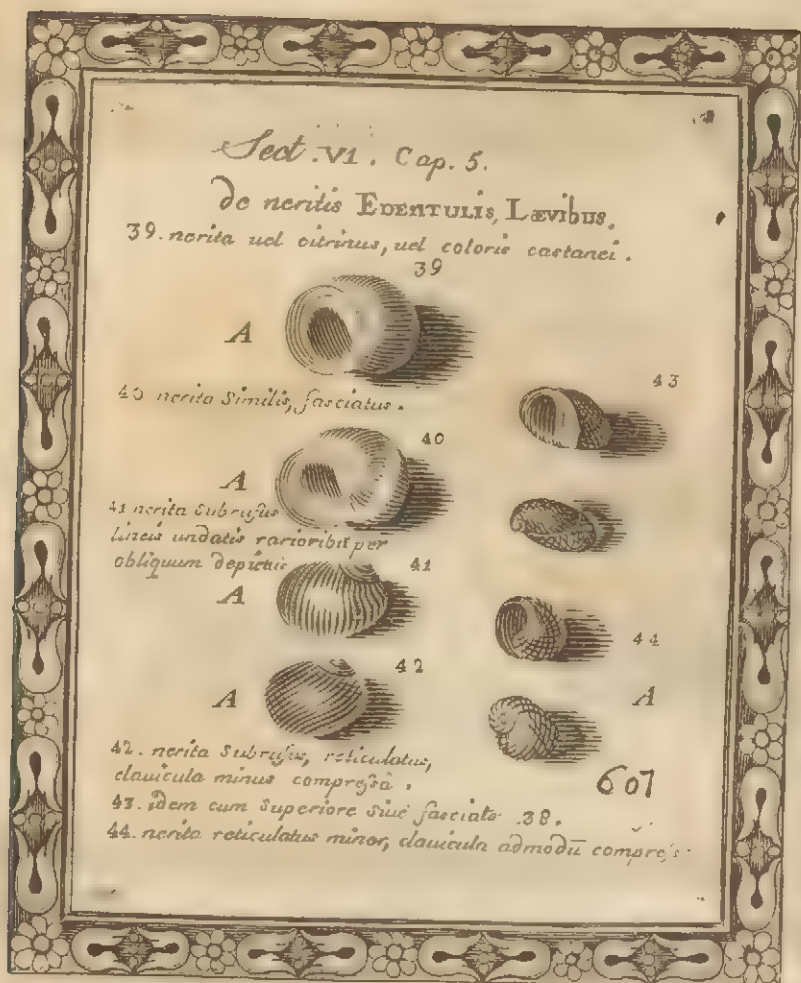 Sect. VI. Cap. 5.
de neritis EDENTULIS, LÆVIBUS.
39. nerita uel citrinus, uel coloris castanei.
39
A
40 nerita Similis, fasciatus.
43
40
A
41 nerita Subrufus
lineis undatis rarioribus per
obliquum depictus
41
A
44
42
A
A
42. nerita Subrufus, reticulatus,
clauicula minus compressâ.
607
43. idem cum Superiore Siue fasciato .38.
44. nerita reticulatus minor, clauicula admodū